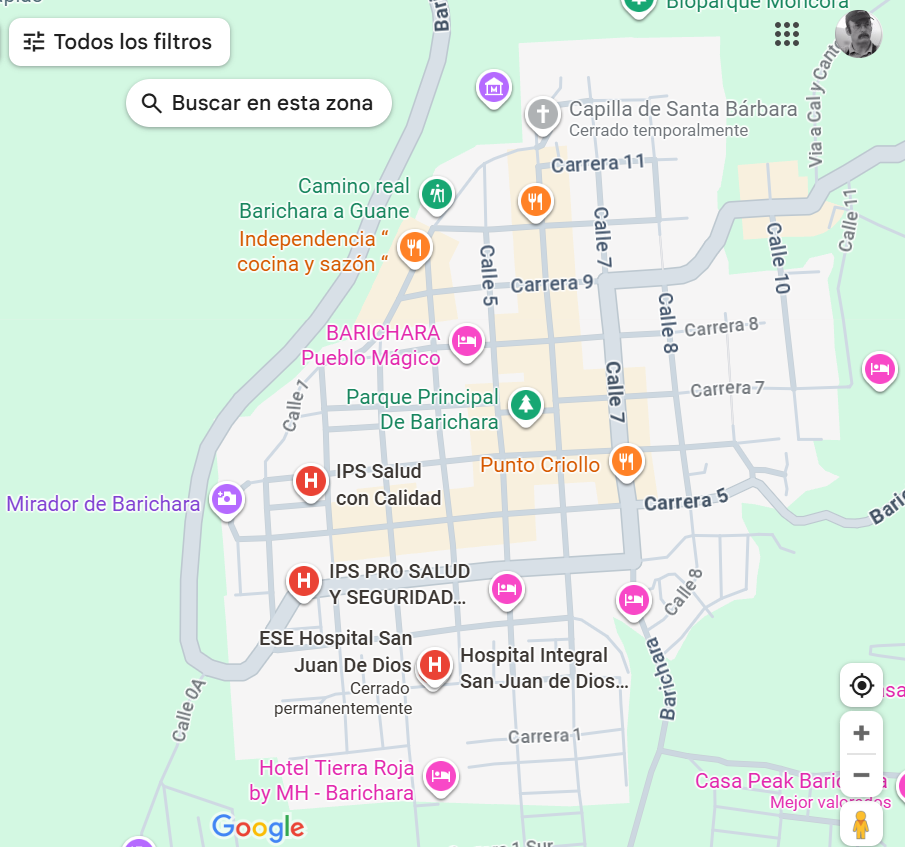 Bioparque Moncora
Todos los filtros
Buscar en esta zona
Capilla de Santa Bárbara
Cerrado temporalmente
Via a Cal y Cant
Carrera 11
Camino real
Barichara a Guane
Independencia “
cocina y sazón “
Calle 7
Calle 11
Calle 10
Calle 5
Carrera 9
Calle 8
Carrera 8
BARICHARA
Pueblo Mágico
Calle 7
Carrera 7
Calle 7
Parque Principal
De Barichara
Punto Criollo
IPS Salud
con Calidad
Mirador de Barichara
Carrera 5
Baric
IPS PRO SALUD
Y SEGURIDAD...
Calle 8
ESE Hospital San
Juan De Dios
Cerrado
permanentemente
Hospital Integral
San Juan de Dios...
Barichara
Calle 0A
Carrera 1
Hotel Tierra Roja
by MH - Barichara
Casa Peak Barichara
Mejor valorados
Google
Carrera 1 Sur